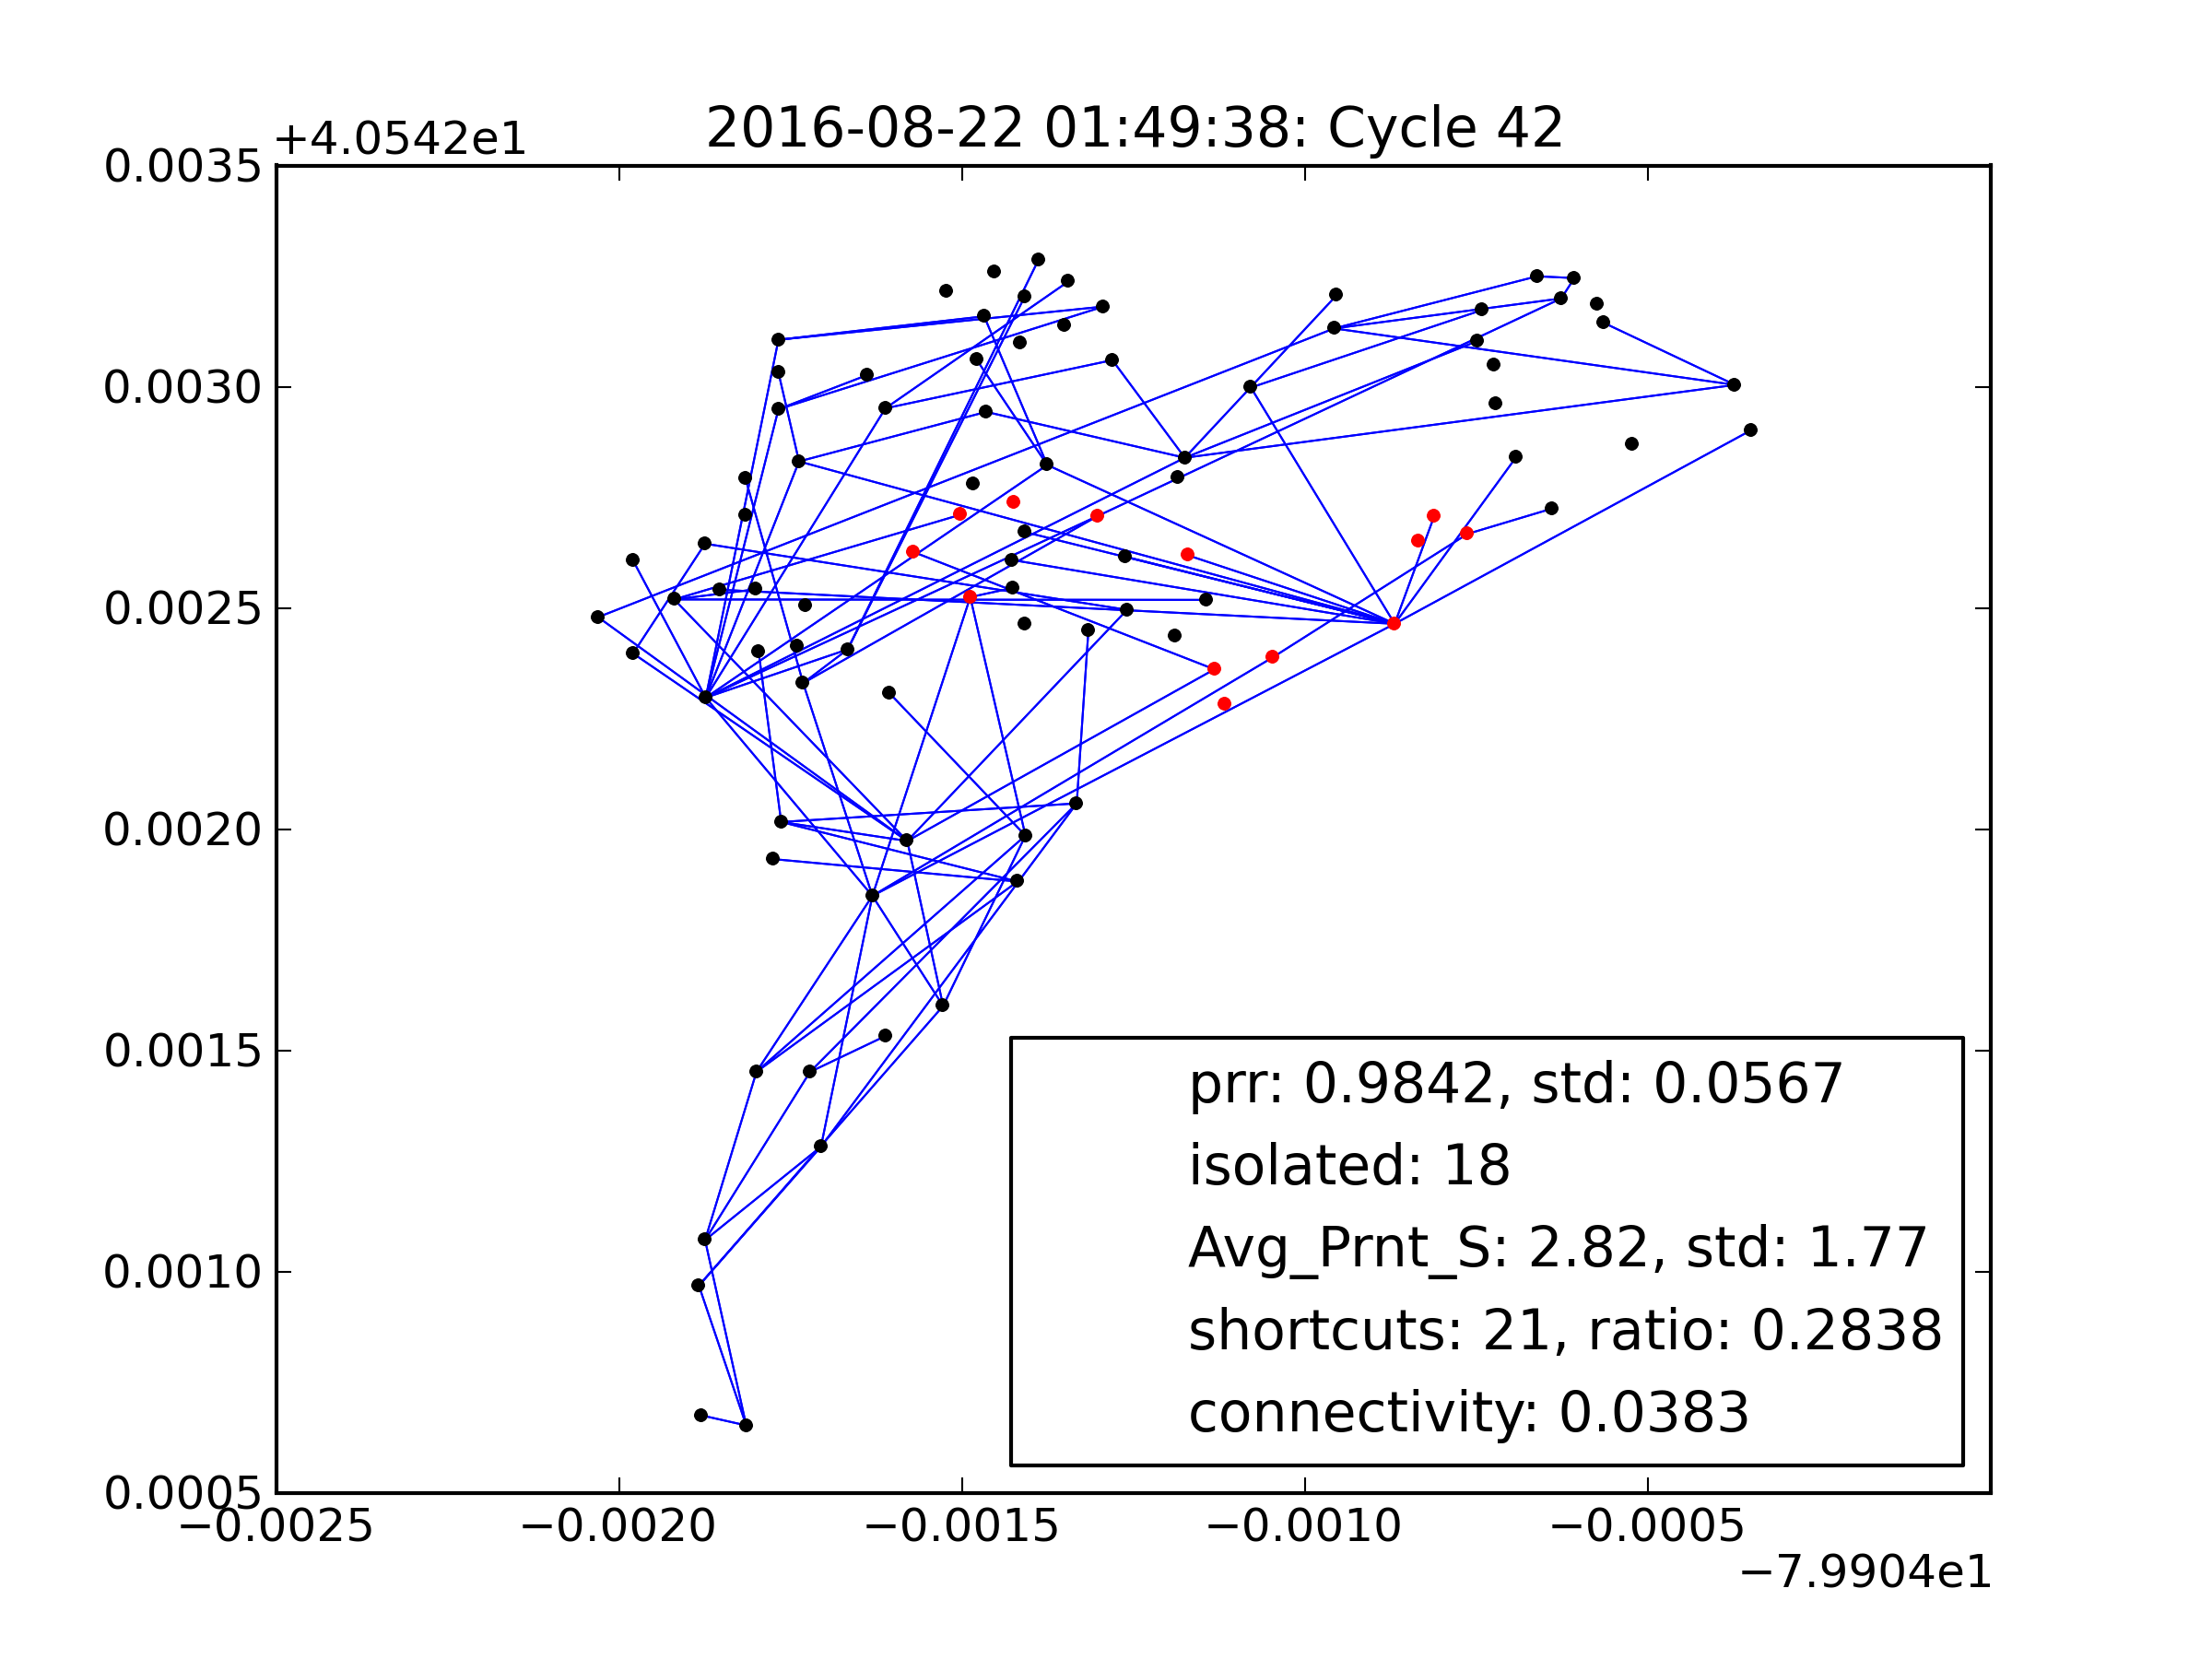 2016-08-22 01:49:38: Cycle 42
+4.0542e1
0.0035
0.0030
0.0025
0.0020
0.0015
0.0010
0.0005
prr: 0.9842, std: 0.0567
isolated: 18
Avg_Prnt_S: 2.82, std: 1.77
shortcuts: 21, ratio: 0.2838
connectivity: 0.0383
−0.0025 −0.0020 −0.0015 −0.0010 −0.0005
−7.9904e1